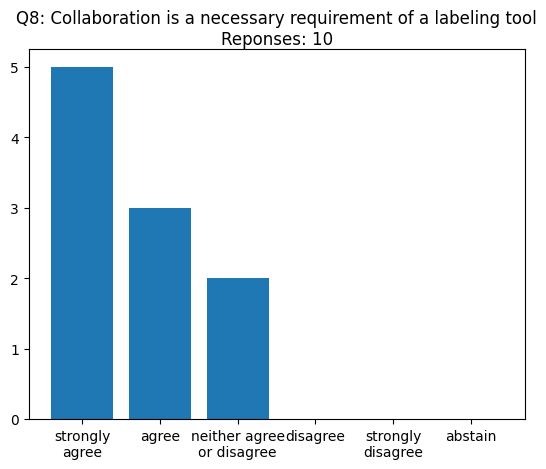 Q8: Collaboration is a necessary requirement of a labeling tool
Reponses: 10
5
4
3
2
1
0
strongly
agree
agree
neither agree
or disagree
disagree
strongly
disagree
abstain